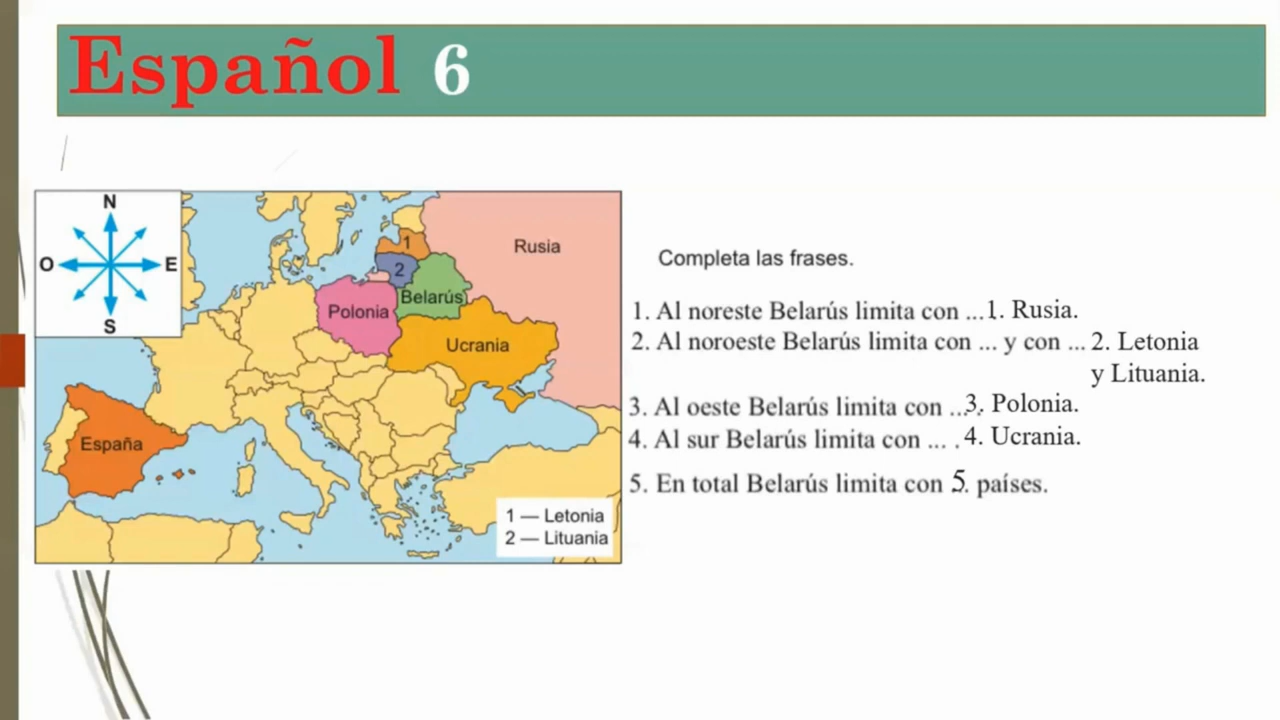 Español 6
N
O
E
S
1
2
Rusia
Belarús
Polonia
Ucrania
España
1 — Letonia
2 — Lituania
Completa las frases.
1. Al noreste Belarús limita con ...1. Rusia.
2. Al noroeste Belarús limita con ... y con ... 2. Letonia
y Lituania.
3. Al oeste Belarús limita con ...3. Polonia.
4. Al sur Belarús limita con ... . 4. Ucrania.
5. En total Belarús limita con 5. países.